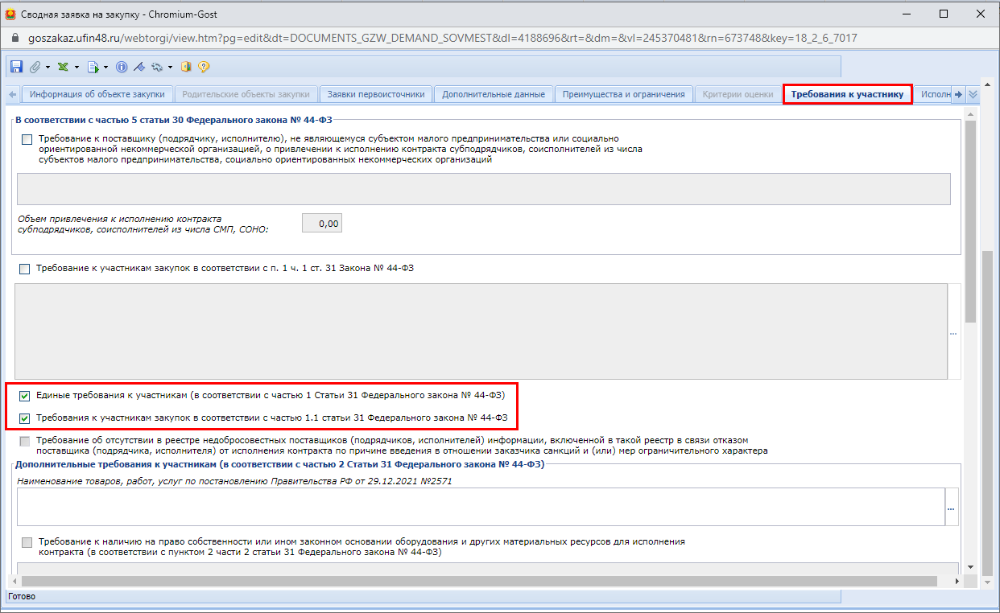 Сводная заявка на закупку - Chromium-Gost
goszakaz.ufin48.ru/webtorgi/view.htm?pg=edit&dt=DOCUMENTS_GZW_DEMAND_SOVMEST&dl=4188696&rt=&dm=&vl=245370481&rn=673748&key=18_2_6_7017
Информация об объекте закупки
Родительские объекты закупки
Заявки первоисточники
Дополнительные данные
Преимущества и ограничения
Критерии оценки
Требования к участнику
Исполн
В соответствии с частью 5 статьи 30 Федерального закона № 44-ФЗ
Требование к поставщику (подрядчику, исполнителю), не являющемуся субъектом малого предпринимательства или социально
ориентированной некоммерческой организацией, о привлечении к исполнению контракта субподрядчиков, соисполнителей из числа
субъектов малого предпринимательства, социально ориентированных некоммерческих организаций
Объем привлечения к исполнению контракта
субподрядчиков, соисполнителей из числа СМП, СОНО:
0,00
Требование к участникам закупок в соответствии с п. 1 ч. 1 ст. 31 Закона № 44-ФЗ
...
Единые требования к участникам (в соответствии с частью 1 Статьи 31 Федерального закона № 44-ФЗ)
Требования к участникам закупок в соответствии с частью 1.1 статьи 31 Федерального закона № 44-ФЗ
Требование об отсутствии в реестре недобросовестных поставщиков (подрядчиков, исполнителей) информации, включенной в такой реестр в связи отказом
поставщика (подрядчика, исполнителя) от исполнения контракта по причине введения в отношении заказчика санкций и (или) мер ограничительного характера
Дополнительные требования к участникам (в соответствии с частью 2 Статьи 31 Федерального закона № 44-ФЗ)
Наименование товаров, работ, услуг по постановлению Правительства РФ от 29.12.2021 №2571
...
Требование к наличию на право собственности или ином законном основании оборудования и других материальных ресурсов для исполнения
контракта (в соответствии с пунктом 2 части 2 статьи 31 Федерального закона № 44-ФЗ)
Готово